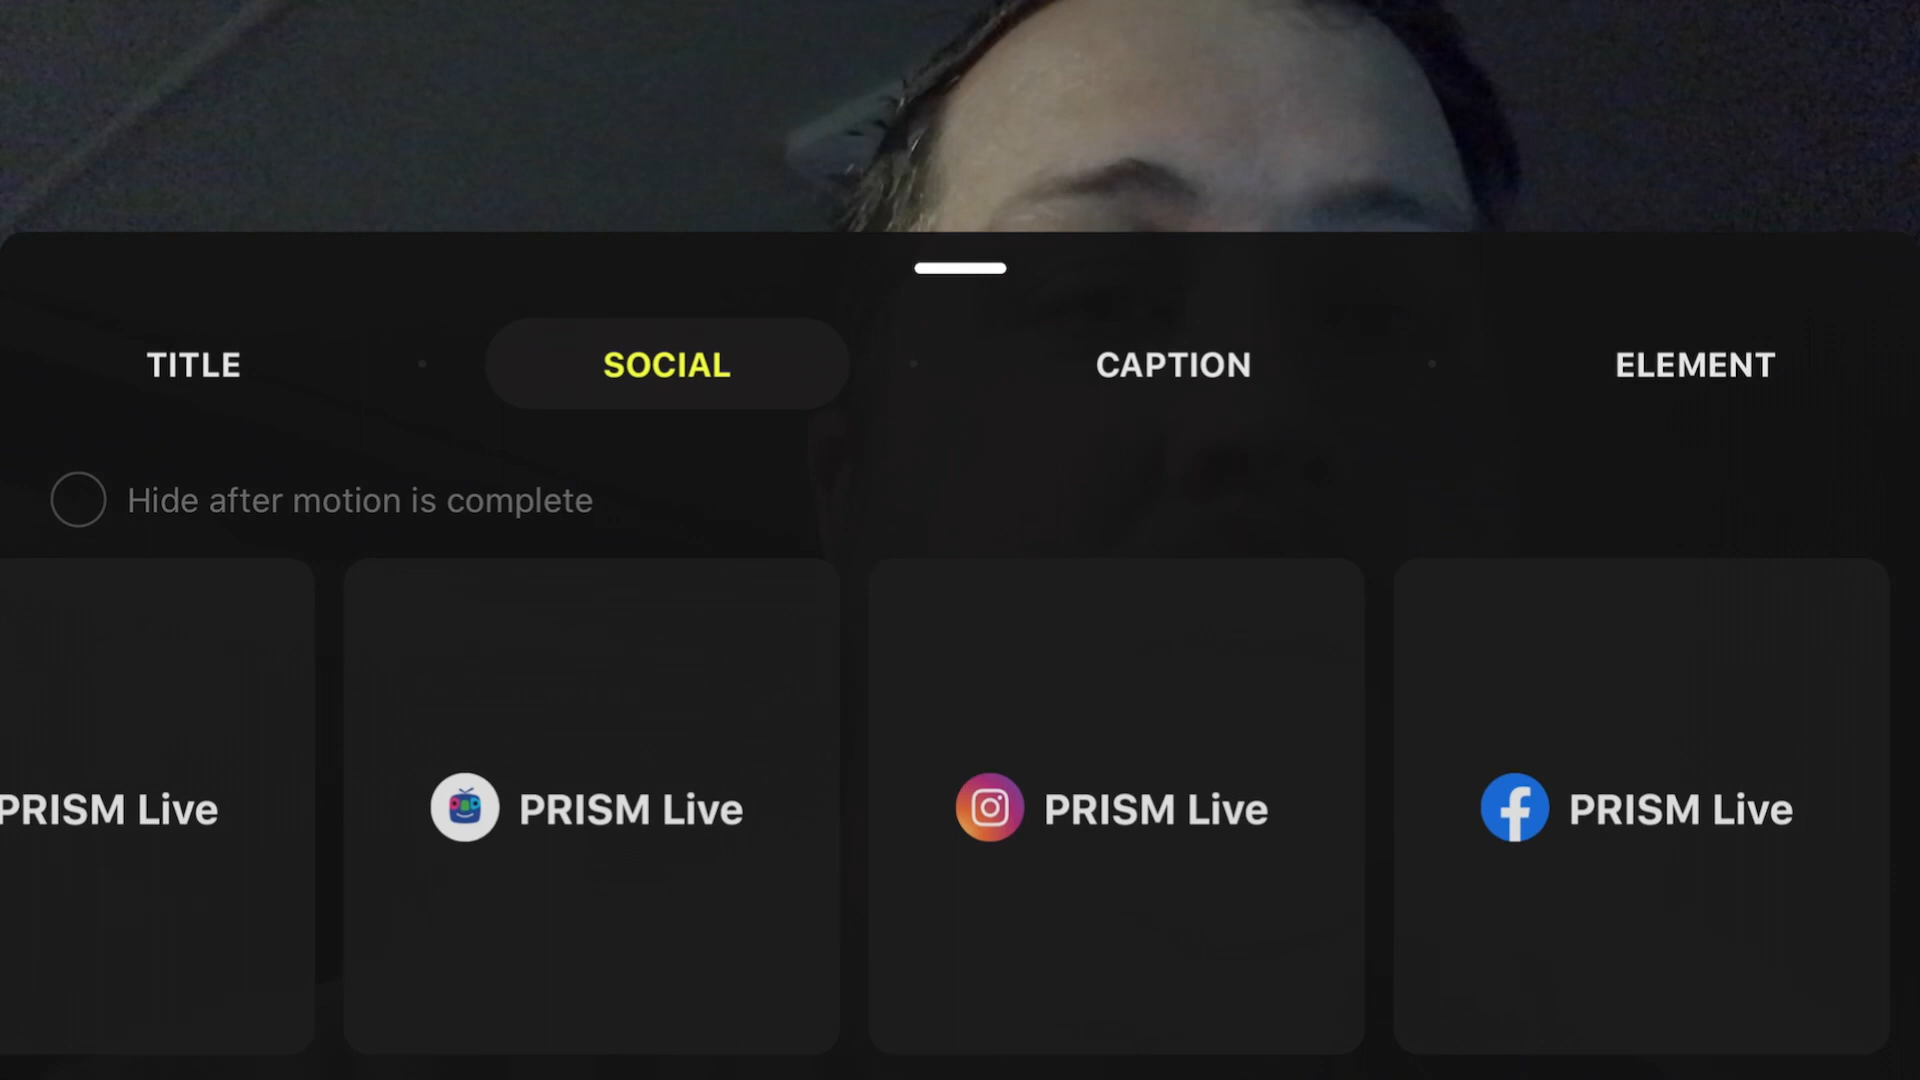 TITLE
SOCIAL
CAPTION
ELEMENT
Hide after motion is complete
PRISM Live
PRISM Live
PRISM Live
PRISM Live